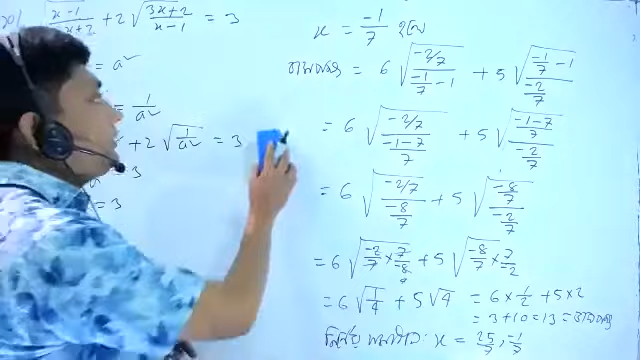 √(x-1)/(3x+2) + 2√(3x+2)/(x-1) = 3
= a²
= 1/a²
+ 2√(1/a²) = 3
3
= 3
x = -1/7 হলে
বামপক্ষ = 6√((-2/7)/(-1/7 - 1)) + 5√((-1/7 - 1)/(-2/7))
= 6√((-2/7)/((-1-7)/7)) + 5√(((-1-7)/7)/(-2/7))
= 6√((-2/7)/(-8/7)) + 5√((-8/7)/(-2/7))
= 6√(-2/7 × 7/-8) + 5√(-8/7 × 7/-2)
= 6√(1/4) + 5√4 = 6×1/2 + 5×2
= 3 + 10 = 13 = ডানপক্ষ
নির্ণেয় সমাধান: x = 25/7, -1/7